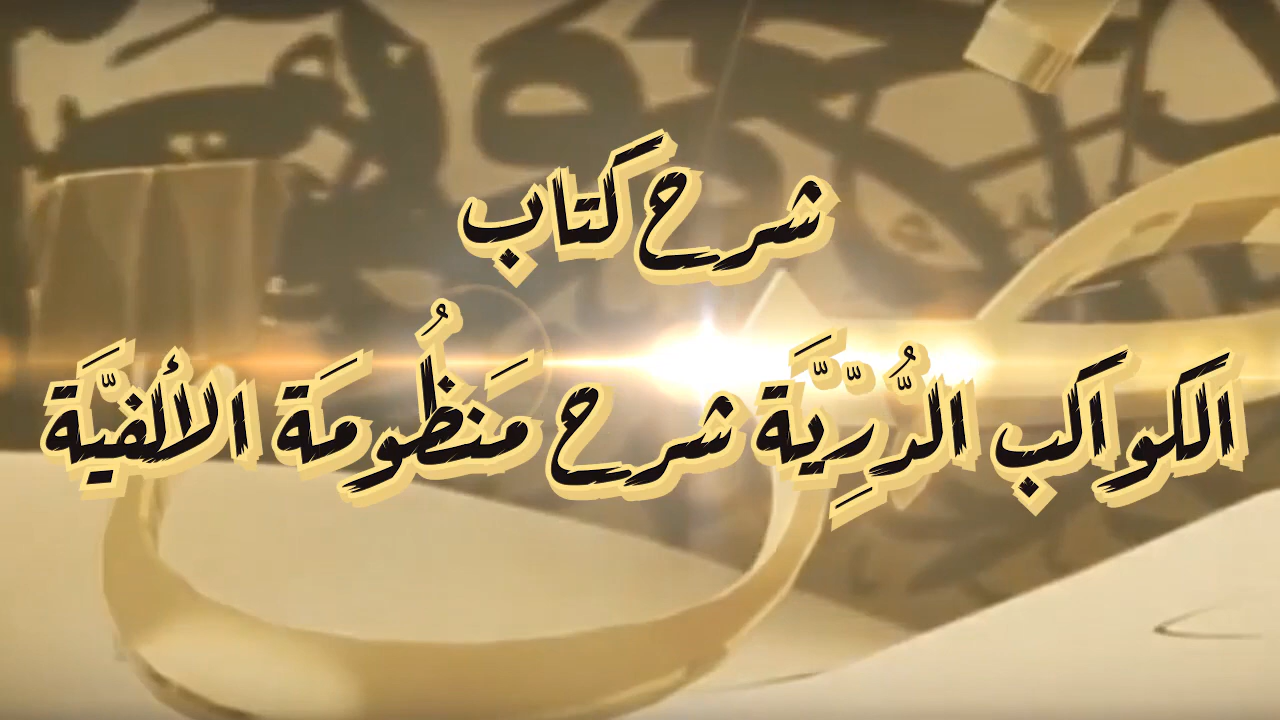 شرح كتاب
الكواكب الدُّرِّيَّة شرح مَنظُومَة الألفيَّة